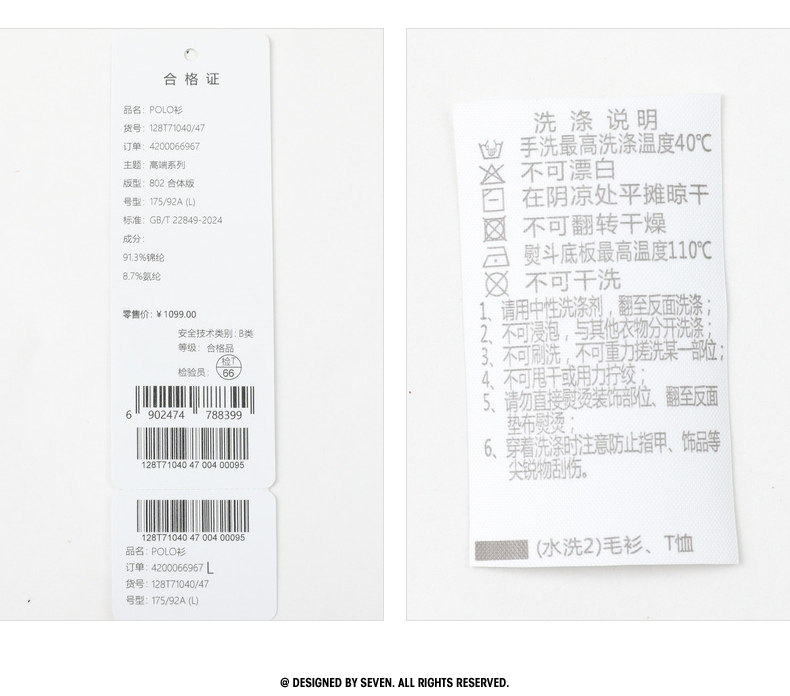 合格证
品名: POLO衫
货号: 128T71040/47
订单: 4200066967
主题: 高端系列
版型: 802 合体版
号型: 175/92A (L)
标准: GB/T 22849-2024
成分:
91.3%锦纶
8.7%氨纶
零售价: ¥1099.00
安全技术类别: B类
等级: 合格品
检验员: 检T 66
6 902474 788399
128T71040 47 004 00095
128T71040 47 004 00095
品名: POLO衫
订单: 4200066967 L
货号: 128T71040/47
号型: 175/92A (L)
洗涤说明
手洗最高洗涤温度40℃
不可漂白
在阴凉处平摊晾干
不可翻转干燥
熨斗底板最高温度110℃
不可干洗
1、请用中性洗涤剂，翻至反面洗涤；
2、不可浸泡，与其他衣物分开洗涤；
3、不可刷洗，不可重力搓洗某一部位；
4、不可甩干或用力拧绞；
5、请勿直接熨烫装饰部位、翻至反面
垫布熨烫；
6、穿着洗涤时注意防止指甲、饰品等
尖锐物刮伤。
(水洗2)毛衫、T恤
@ DESIGNED BY SEVEN. ALL RIGHTS RESERVED.